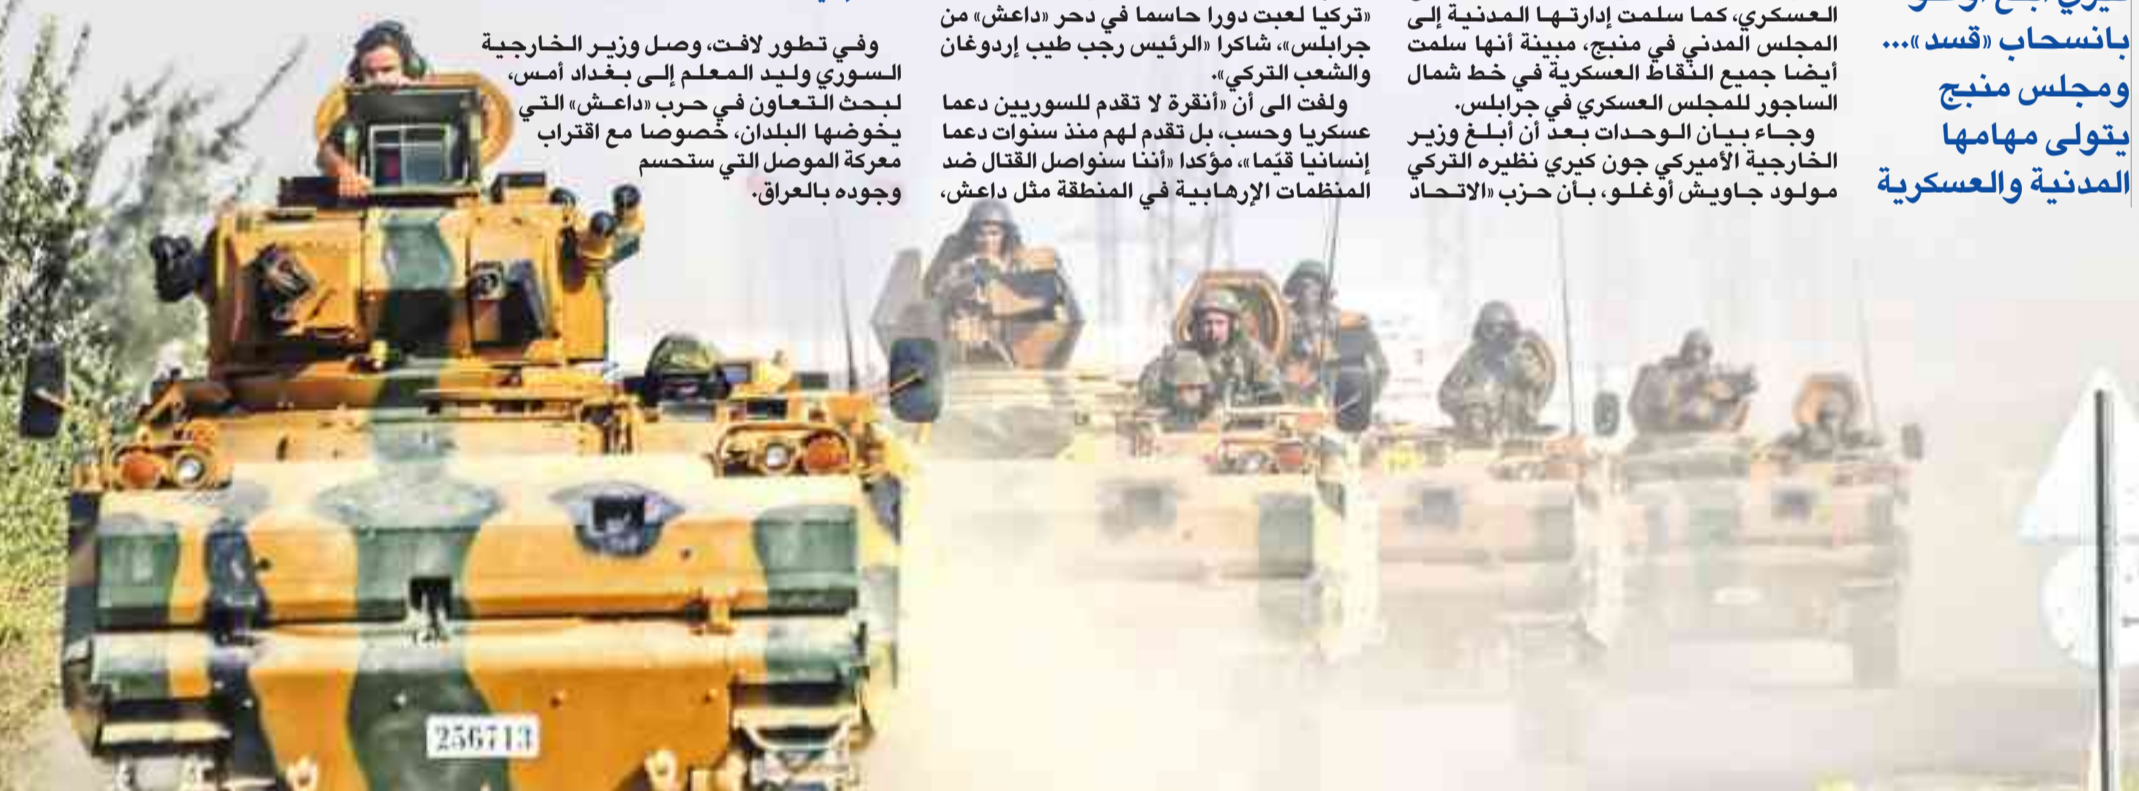 بانسحاب «قسد»...
ومجلس منبج
يتولى مهامها
المدنية والعسكرية
العسكري، كما سلمت إدارتها المدنية إلى
المجلس المدني في منبج، مبينة أنها سلمت
أيضا جميع النقاط العسكرية في خط شمال
الساجور للمجلس العسكري في جرابلس.
وجاء بيان الوحدات بعد أن أبلغ وزير
الخارجية الأميركي جون كيري نظيره التركي
مولود جاويش أوغلو، بأن حزب «الاتحاد
«تركيا لعبت دورا حاسما في دحر «داعش» من
جرابلس»، شاكرا «الرئيس رجب طيب إردوغان
والشعب التركي».
ولفت الى أن «أنقرة لا تقدم للسوريين دعما
عسكريا وحسب، بل تقدم لهم منذ سنوات دعما
إنسانيا قيّما»، مؤكدا «أننا سنواصل القتال ضد
المنظمات الإرهابية في المنطقة مثل داعش،
وفي تطور لافت، وصل وزير الخارجية
السوري وليد المعلم إلى بغداد أمس،
لبحث التعاون في حرب «داعش» التي
يخوضها البلدان، خصوصا مع اقتراب
معركة الموصل التي ستحسم
وجوده بالعراق.
256713